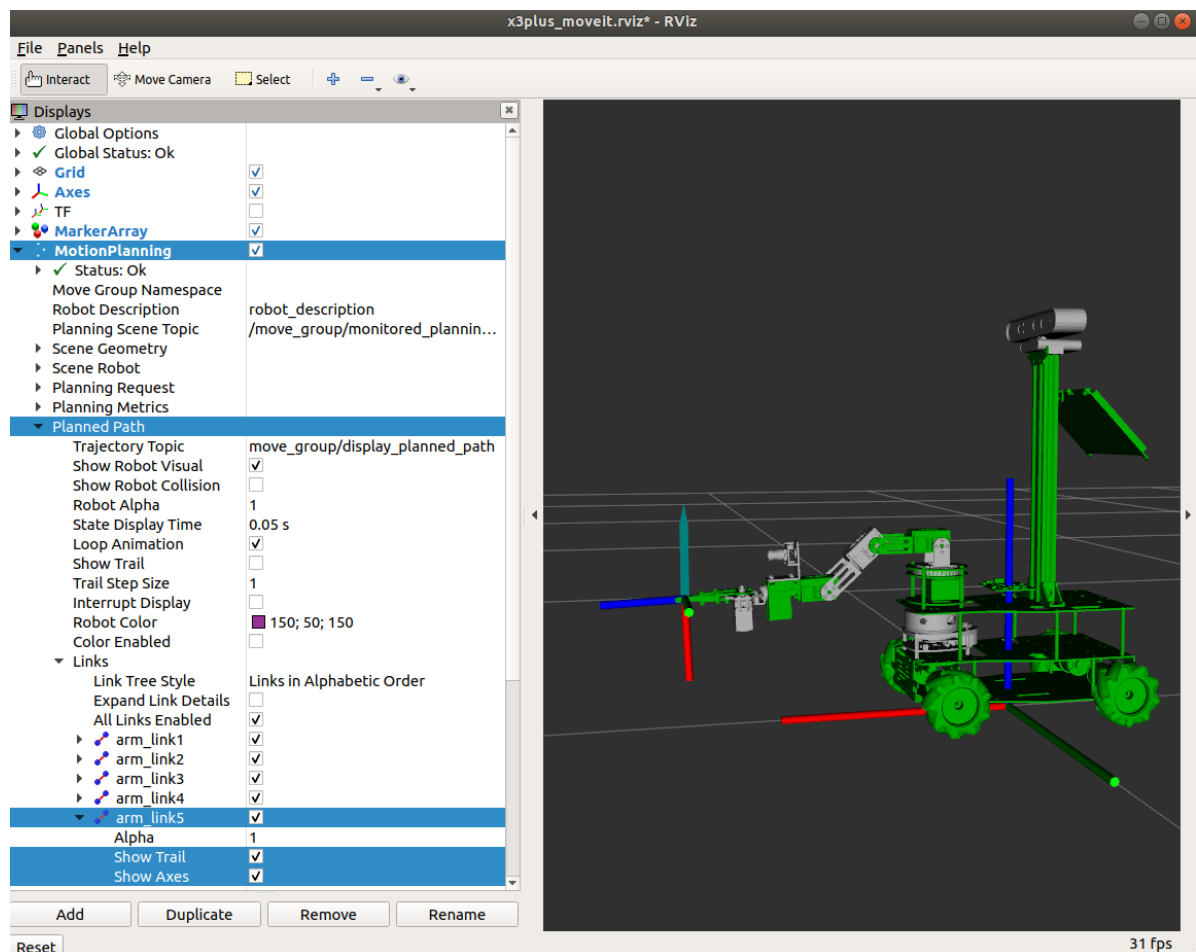 x3plus_moveit.rviz* - RViz
File Panels Help
Interact Move Camera Select
Displays
Global Options
Global Status: Ok
Grid
Axes
TF
MarkerArray
MotionPlanning
Status: Ok
Move Group Namespace
Robot Description robot_description
Planning Scene Topic /move_group/monitored_plannin...
Scene Geometry
Scene Robot
Planning Request
Planning Metrics
Planned Path
Trajectory Topic move_group/display_planned_path
Show Robot Visual
Show Robot Collision
Robot Alpha 1
State Display Time 0.05 s
Loop Animation
Show Trail
Trail Step Size 1
Interrupt Display
Robot Color 150; 50; 150
Color Enabled
Links
Link Tree Style Links in Alphabetic Order
Expand Link Details
All Links Enabled
arm_link1
arm_link2
arm_link3
arm_link4
arm_link5
Alpha 1
Show Trail
Show Axes
Add Duplicate Remove Rename
Reset 31 fps